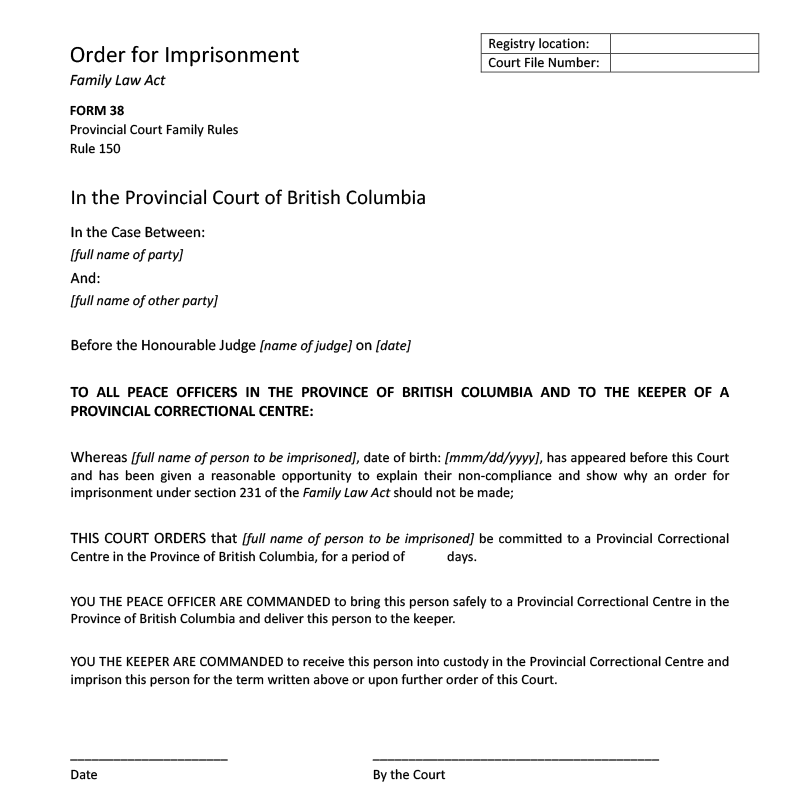 Order for Imprisonment
Family Law Act
FORM 38
Provincial Court Family Rules
Rule 150
Registry location:
Court File Number:
In the Provincial Court of British Columbia
In the Case Between:
[full name of party]
And:
[full name of other party]
Before the Honourable Judge [name of judge] on [date]
TO ALL PEACE OFFICERS IN THE PROVINCE OF BRITISH COLUMBIA AND TO THE KEEPER OF A
PROVINCIAL CORRECTIONAL CENTRE:
Whereas [full name of person to be imprisoned], date of birth: [mmm/dd/yyyy], has appeared before this Court
and has been given a reasonable opportunity to explain their non-compliance and show why an order for
imprisonment under section 231 of the Family Law Act should not be made;
THIS COURT ORDERS that [full name of person to be imprisoned] be committed to a Provincial Correctional
Centre in the Province of British Columbia, for a period of days.
YOU THE PEACE OFFICER ARE COMMANDED to bring this person safely to a Provincial Correctional Centre in the
Province of British Columbia and deliver this person to the keeper.
YOU THE KEEPER ARE COMMANDED to receive this person into custody in the Provincial Correctional Centre and
imprison this person for the term written above or upon further order of this Court.
Date
By the Court